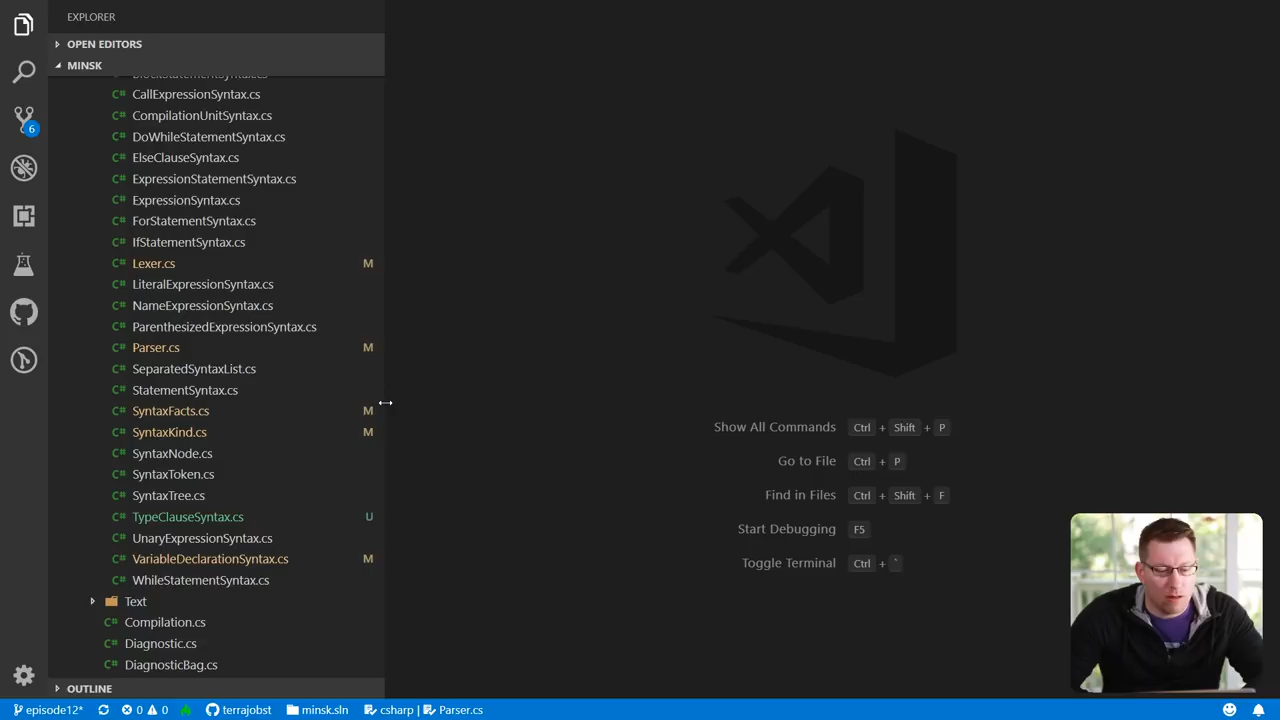 EXPLORER
OPEN EDITORS
MINSK
BlockStatementSyntax.cs
C# CallExpressionSyntax.cs
C# CompilationUnitSyntax.cs
C# DoWhileStatementSyntax.cs
C# ElseClauseSyntax.cs
C# ExpressionStatementSyntax.cs
C# ExpressionSyntax.cs
C# ForStatementSyntax.cs
C# IfStatementSyntax.cs
C# Lexer.cs M
C# LiteralExpressionSyntax.cs
C# NameExpressionSyntax.cs
C# ParenthesizedExpressionSyntax.cs
C# Parser.cs M
C# SeparatedSyntaxList.cs
C# StatementSyntax.cs
C# SyntaxFacts.cs M
C# SyntaxKind.cs M
C# SyntaxNode.cs
C# SyntaxToken.cs
C# SyntaxTree.cs
C# TypeClauseSyntax.cs U
C# UnaryExpressionSyntax.cs
C# VariableDeclarationSyntax.cs M
C# WhileStatementSyntax.cs
Text
C# Compilation.cs
C# Diagnostic.cs
C# DiagnosticBag.cs
OUTLINE
6
Show All Commands Ctrl + Shift + P
Go to File Ctrl + P
Find in Files Ctrl + Shift + F
Start Debugging F5
Toggle Terminal Ctrl + `
episode12* 0 0 terrajobst minsk.sln csharp | Parser.cs